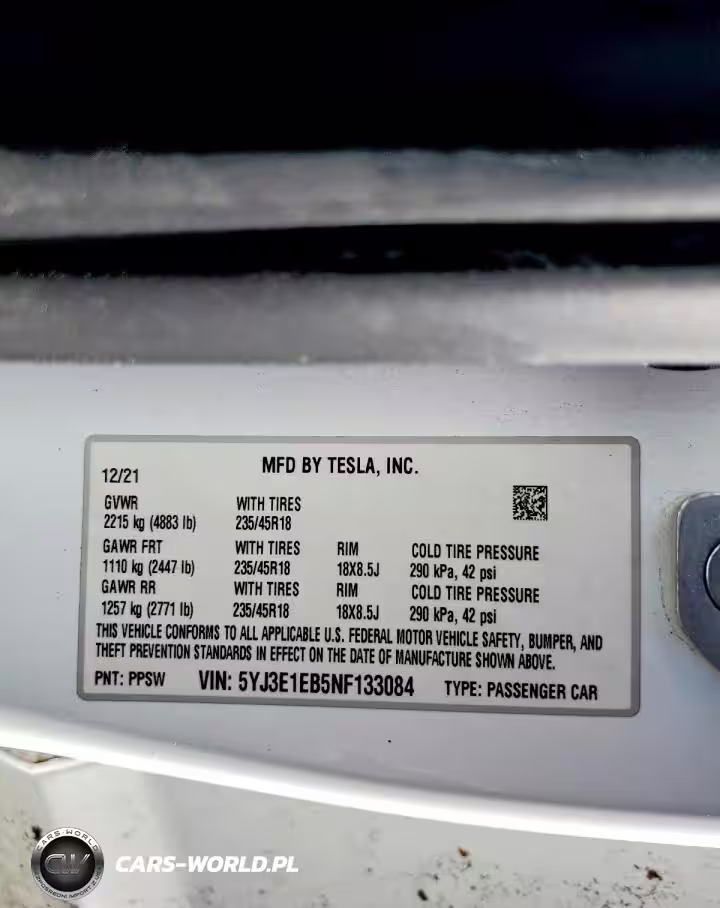 MFD BY TESLA, INC.
12/21
GVWR WITH TIRES
2215 kg (4883 lb) 235/45R18
GAWR FRT WITH TIRES RIM COLD TIRE PRESSURE
1110 kg (2447 lb) 235/45R18 18X8.5J 290 kPa, 42 psi
GAWR RR WITH TIRES RIM COLD TIRE PRESSURE
1257 kg (2771 lb) 235/45R18 18X8.5J 290 kPa, 42 psi
THIS VEHICLE CONFORMS TO ALL APPLICABLE U.S. FEDERAL MOTOR VEHICLE SAFETY, BUMPER, AND
THEFT PREVENTION STANDARDS IN EFFECT ON THE DATE OF MANUFACTURE SHOWN ABOVE.
PNT: PPSW VIN: 5YJ3E1EB5NF133084 TYPE: PASSENGER CAR
CARS-WORLD
CW
CARS-WORLD.PL